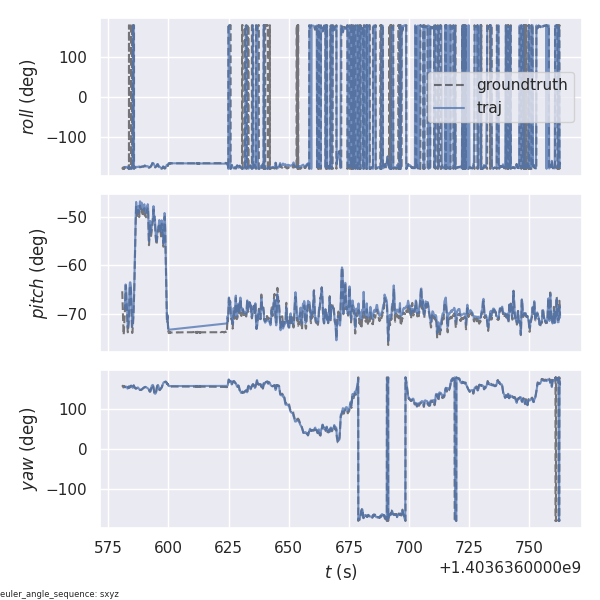 100
0
−100
roll (deg)
groundtruth
traj
−50
−60
−70
pitch (deg)
100
0
−100
yaw (deg)
575 600 625 650 675 700 725 750
t (s)
+1.4036360000e9
euler_angle_sequence: sxyz